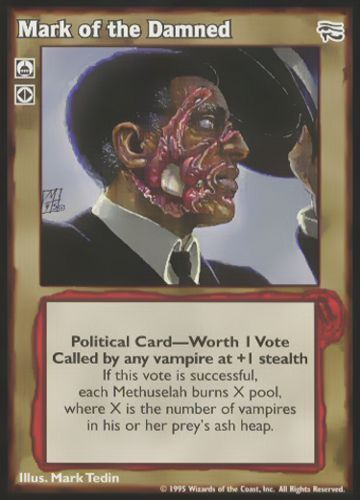 Mark of the Damned
Political Card—Worth 1 Vote
Called by any vampire at +1 stealth
If this vote is successful,
each Methuselah burns X pool,
where X is the number of vampires
in his or her prey's ash heap.
Illus. Mark Tedin
© 1995 Wizards of the Coast, Inc. All Rights Reserved.